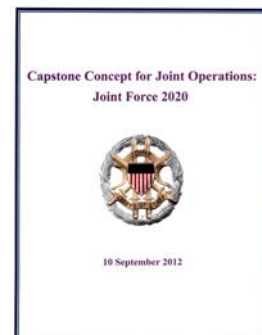 Capstone Concept for Joint Operations:
Joint Force 2020
10 September 2012